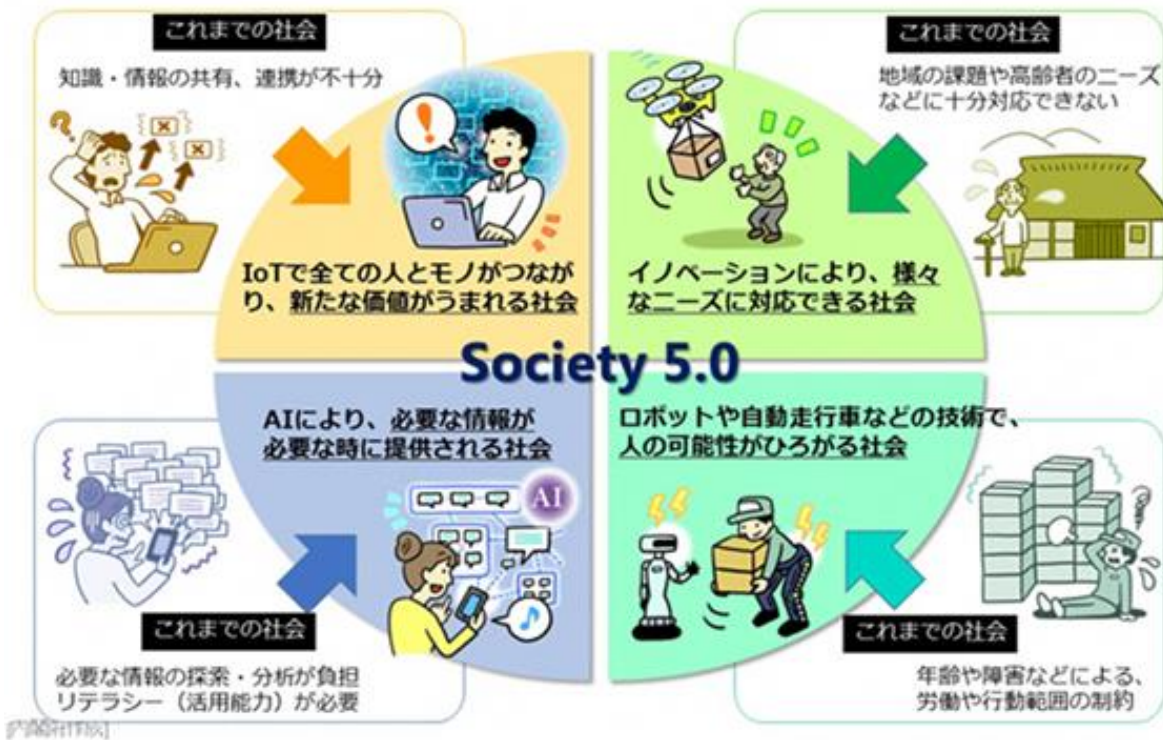 これまでの社会
知識・情報の共有、連携が不十分
IoTで全ての人とモノがつなが
り、新たな価値がうまれる社会
これまでの社会
地域の課題や高齢者のニーズ
などに十分対応できない
イノベーションにより、様々
なニーズに対応できる社会
Society 5.0
AIにより、必要な情報が
必要な時に提供される社会
AI
これまでの社会
必要な情報の探索・分析が負担
リテラシー（活用能力）が必要
ロボットや自動走行車などの技術で、
人の可能性がひろがる社会
これまでの社会
年齢や障害などによる、
労働や行動範囲の制約